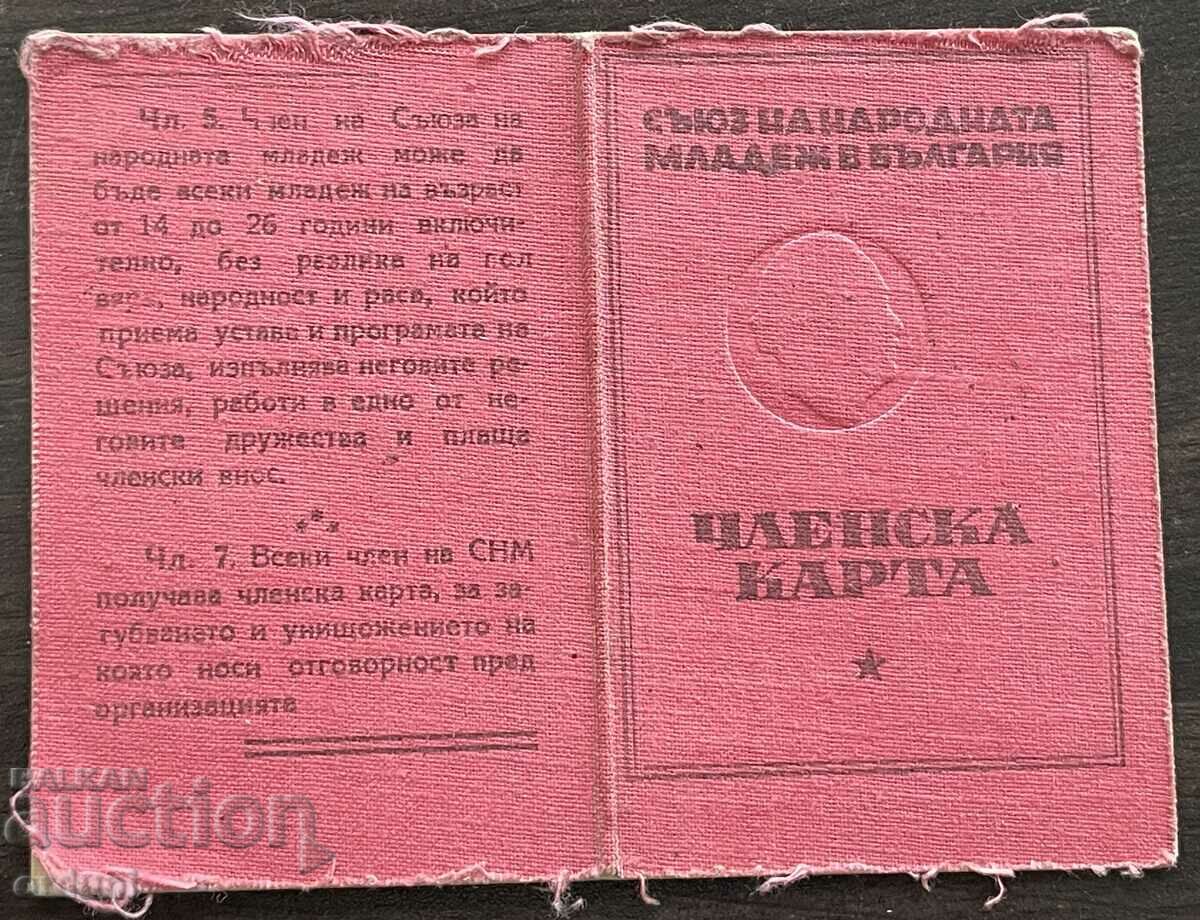 Чл. 5. Член на Съюза на
народната младеж може да
бъде всеки младеж на възраст
от 14 до 26 години включи-
телно, без разлика на пол
вяра, народност и раса, който
приема устава и програмата на
Съюза, изпълнява неговите ре-
шения, работи в едно от не-
говите дружества и плаща
членски внос.
***
Чл. 7. Всеки член на СНМ
получава членска карта, за за-
губването и унищожението на
която носи отговорност пред
организацията
СЪЮЗ НА НАРОДНАТА
МЛАДЕЖ В БЪЛГАРИЯ
ЧЛЕНСКА
КАРТА
BALKAN
auction